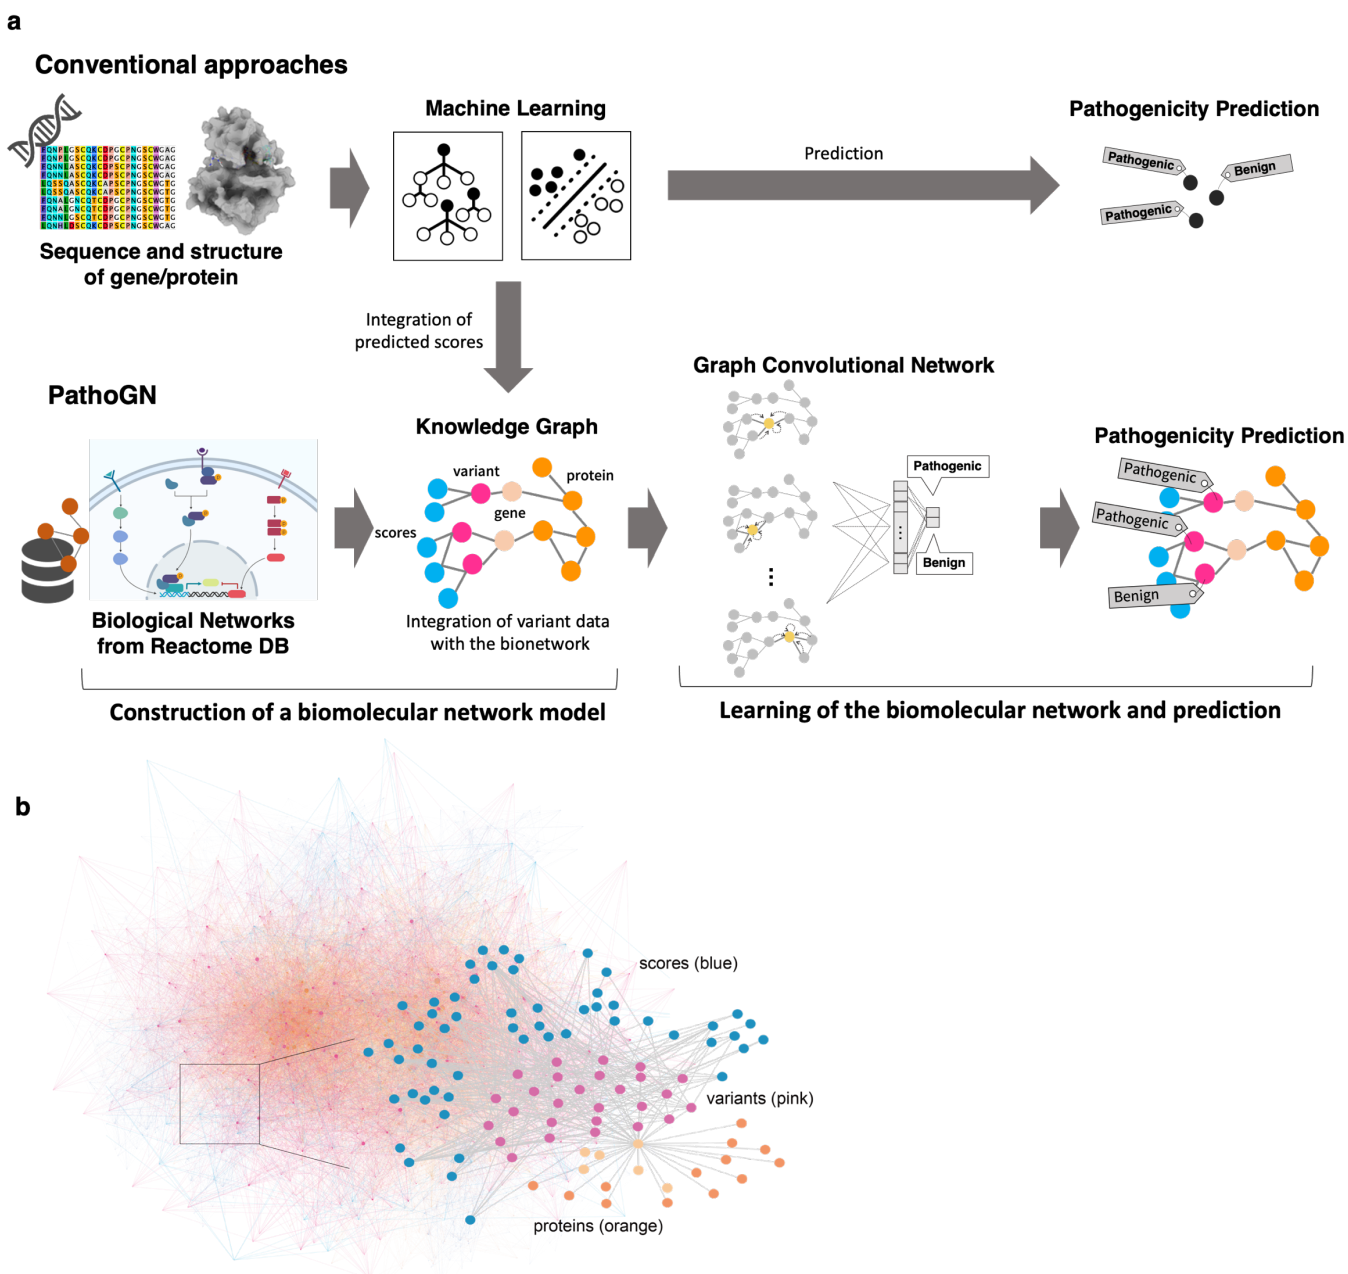 a
Conventional approaches
Machine Learning
Pathogenicity Prediction
Prediction
Pathogenic
Benign
Pathogenic
Sequence and structure
of gene/protein
Integration of
predicted scores
Graph Convolutional Network
PathoGN
Knowledge Graph
Pathogenicity Prediction
variant
protein
gene
scores
Pathogenic
Benign
Pathogenic
Pathogenic
Benign
Biological Networks
from Reactome DB
Integration of variant data
with the bionetwork
Construction of a biomolecular network model
Learning of the biomolecular network and prediction
b
scores (blue)
variants (pink)
proteins (orange)